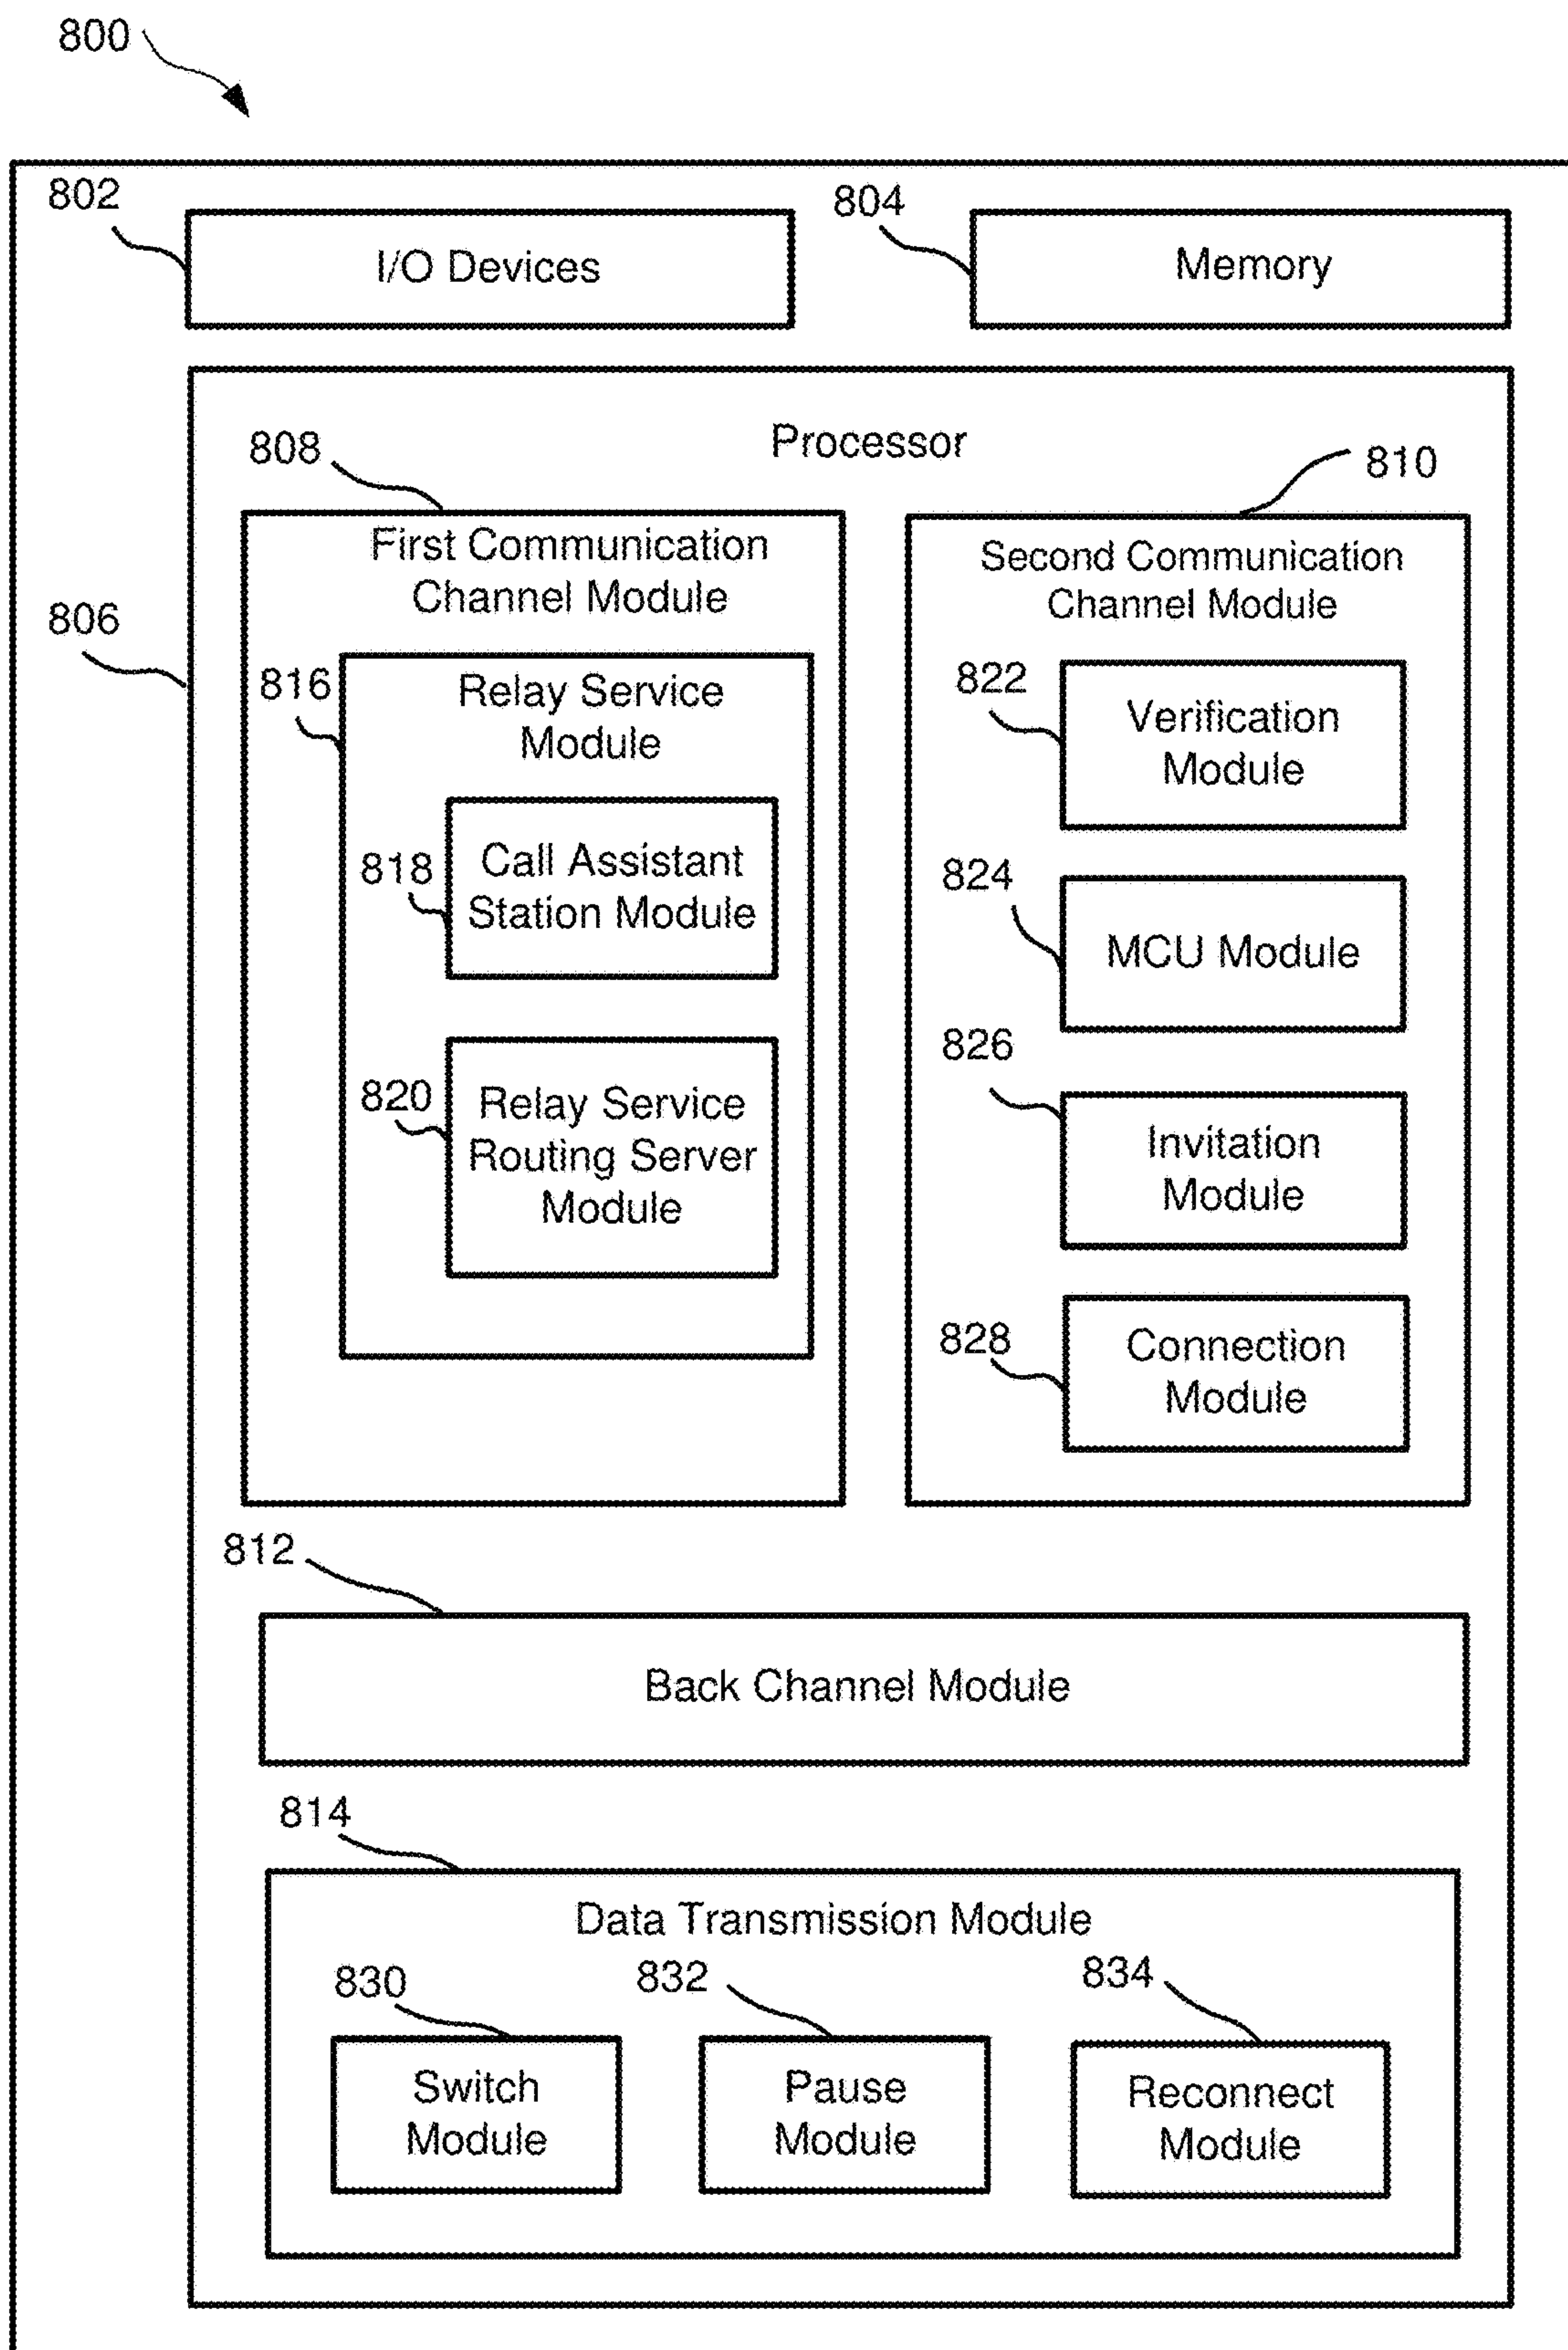 800
802
I/O Devices
804
Memory
806
Processor
808
First Communication
Channel Module
816
Relay Service
Module
818
Call Assistant
Station Module
820
Relay Service
Routing Server
Module
810
Second Communication
Channel Module
822
Verification
Module
824
MCU Module
826
Invitation
Module
828
Connection
Module
812
Back Channel Module
814
Data Transmission Module
830
Switch
Module
832
Pause
Module
834
Reconnect
Module